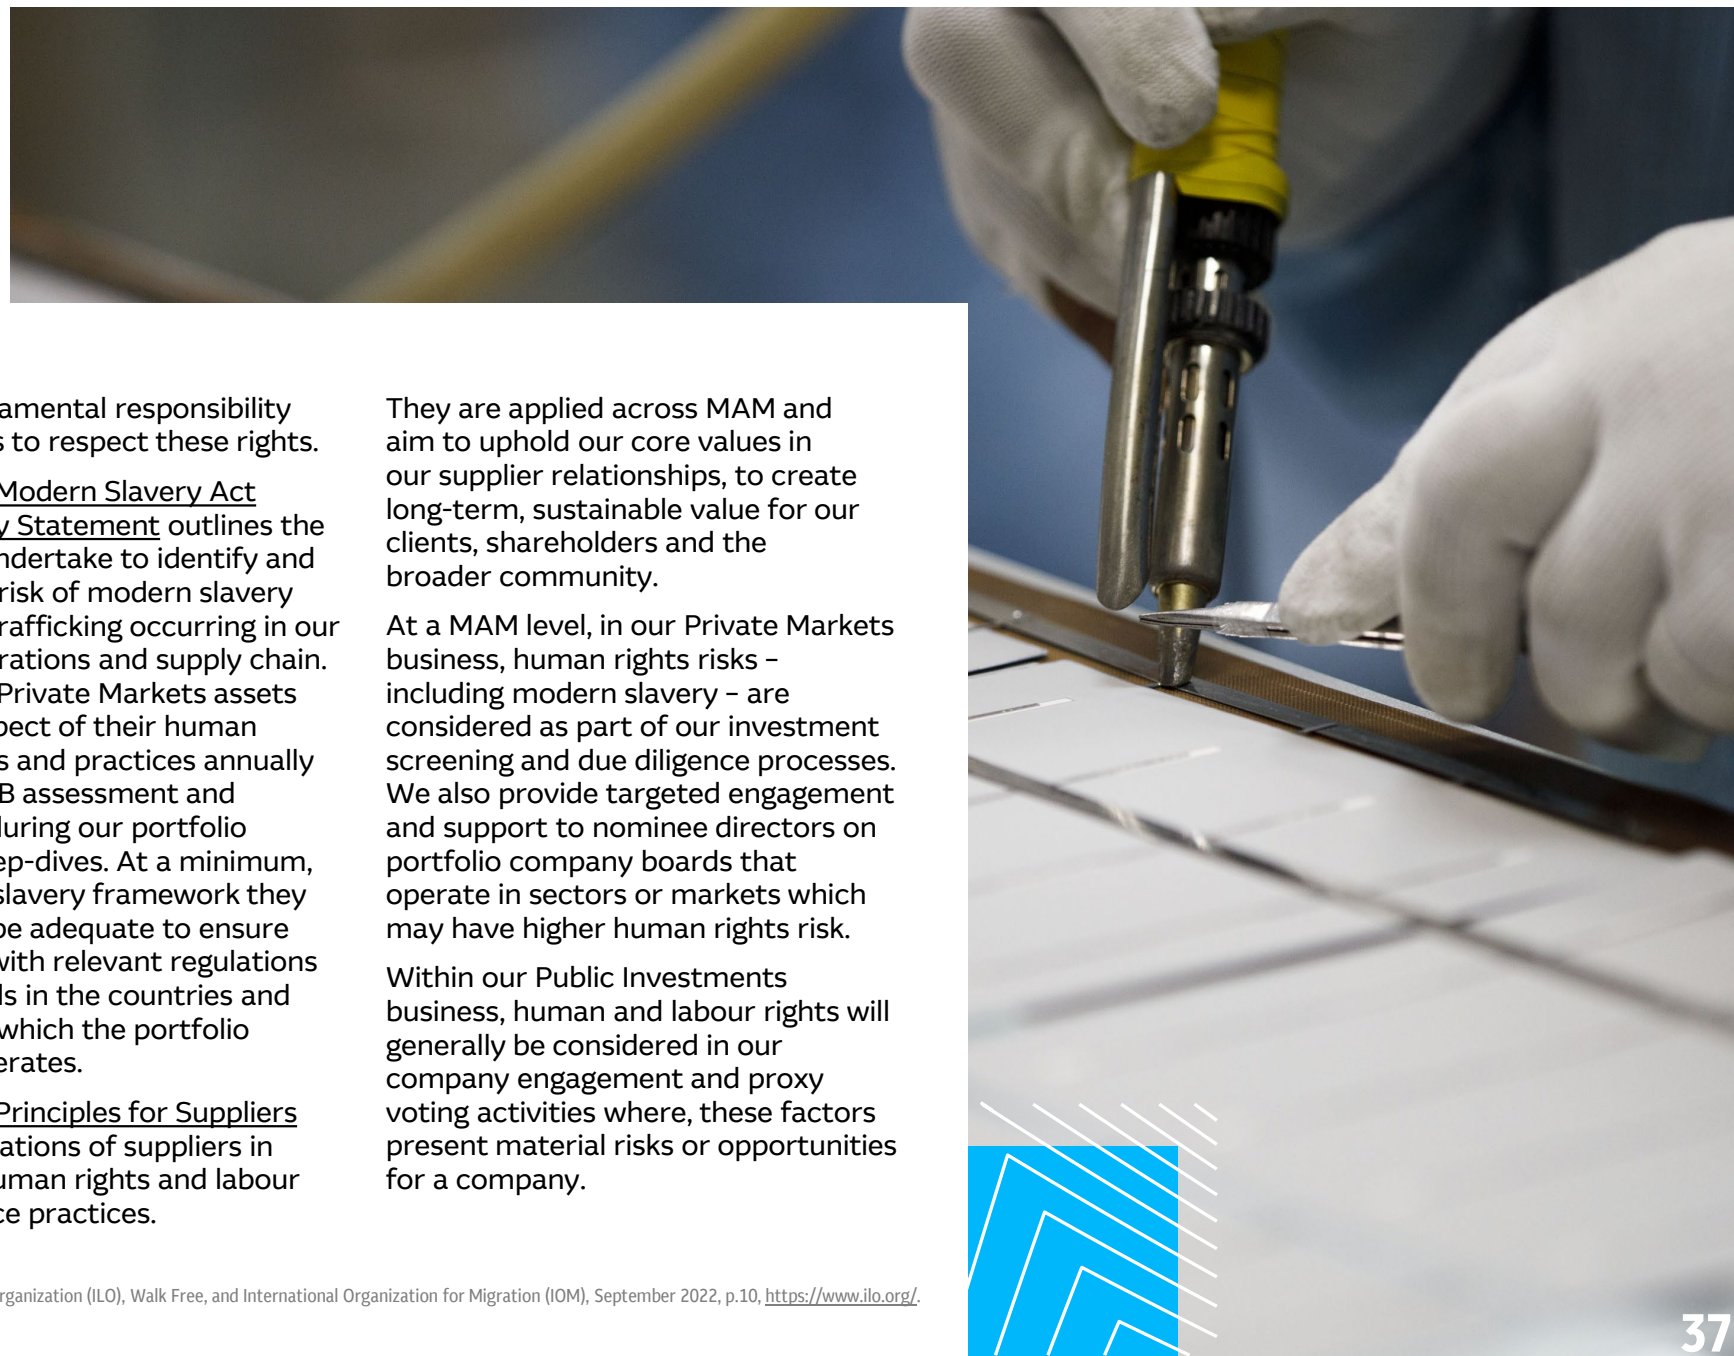 amental responsibility
s to respect these rights.
Modern Slavery Act
y Statement outlines the
ndertake to identify and
risk of modern slavery
rafficking occurring in our
rations and supply chain.
Private Markets assets
pect of their human
s and practices annually
B assessment and
during our portfolio
ep-dives. At a minimum,
slavery framework they
be adequate to ensure
with relevant regulations
ls in the countries and
which the portfolio
erates.
Principles for Suppliers
ations of suppliers in
uman rights and labour
ce practices.
They are applied across MAM and
aim to uphold our core values in
our supplier relationships, to create
long-term, sustainable value for our
clients, shareholders and the
broader community.
At a MAM level, in our Private Markets
business, human rights risks –
including modern slavery – are
considered as part of our investment
screening and due diligence processes.
We also provide targeted engagement
and support to nominee directors on
portfolio company boards that
operate in sectors or markets which
may have higher human rights risk.
Within our Public Investments
business, human and labour rights will
generally be considered in our
company engagement and proxy
voting activities where, these factors
present material risks or opportunities
for a company.
rganization (ILO), Walk Free, and International Organization for Migration (IOM), September 2022, p.10, https://www.ilo.org/.
37